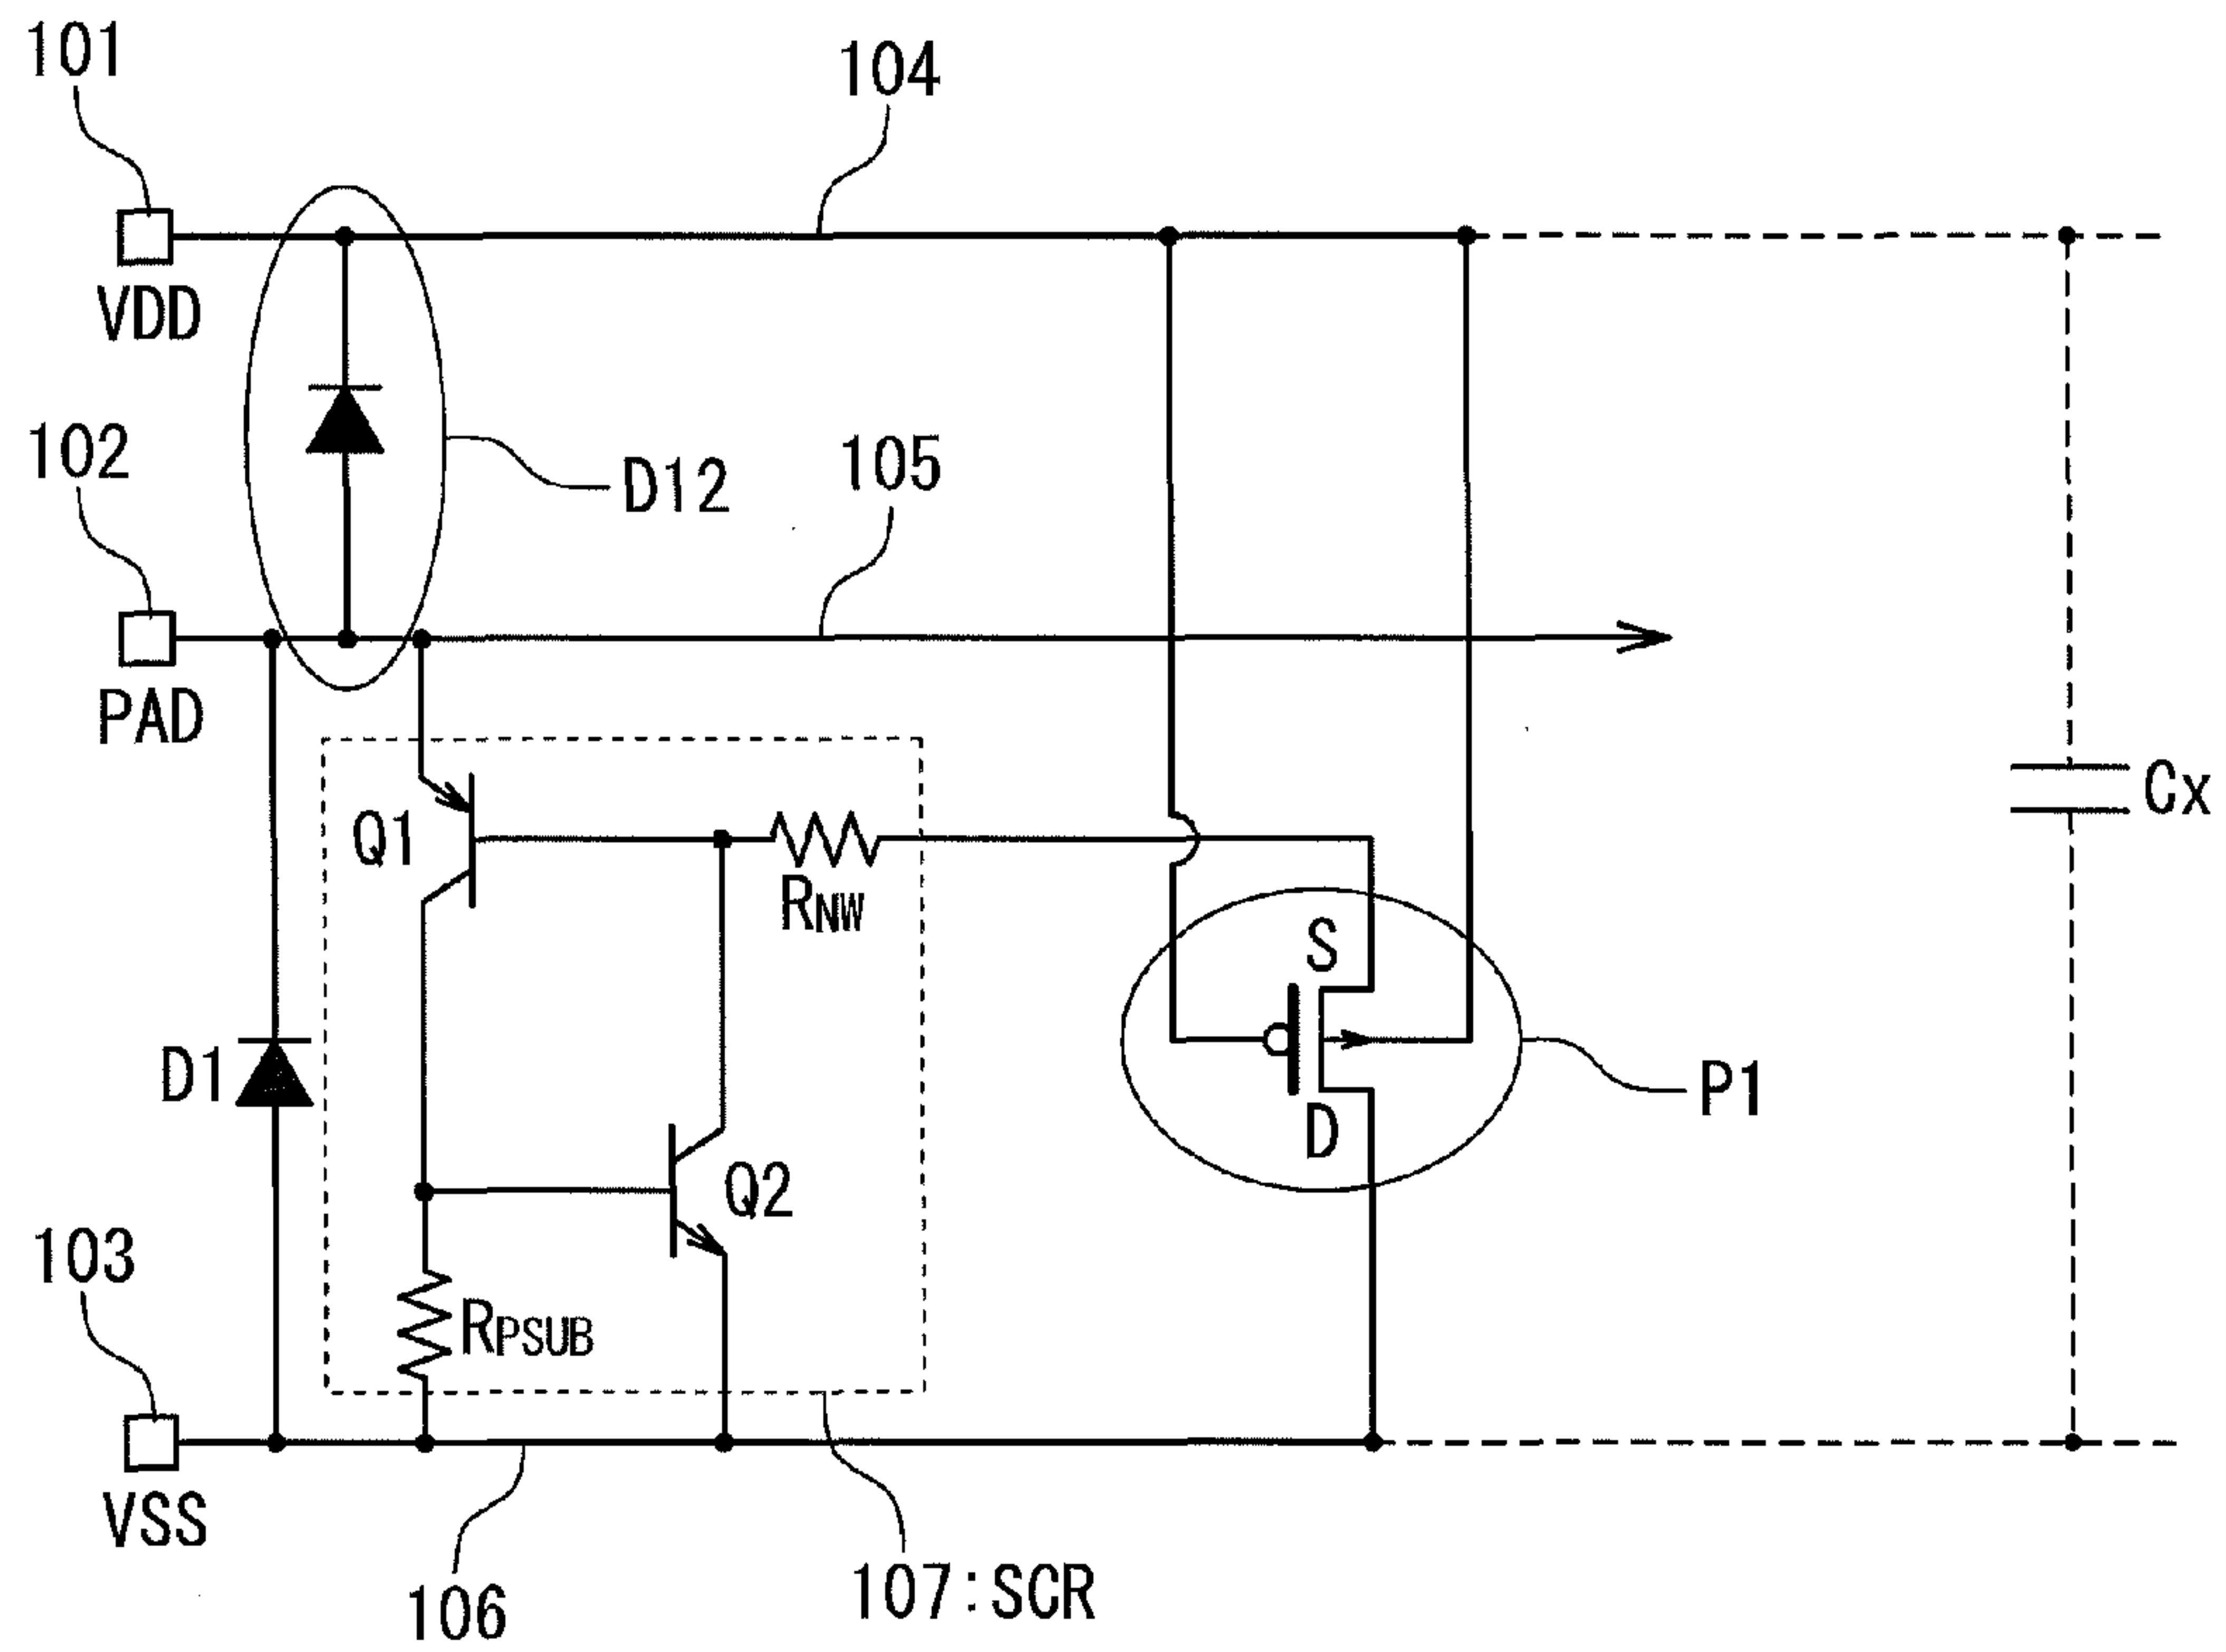 101
104
VDD
102
D12
105
PAD
Cx
Q1
RNW
S
D1
P1
D
Q2
103
RPSUB
VSS
106
107:SCR